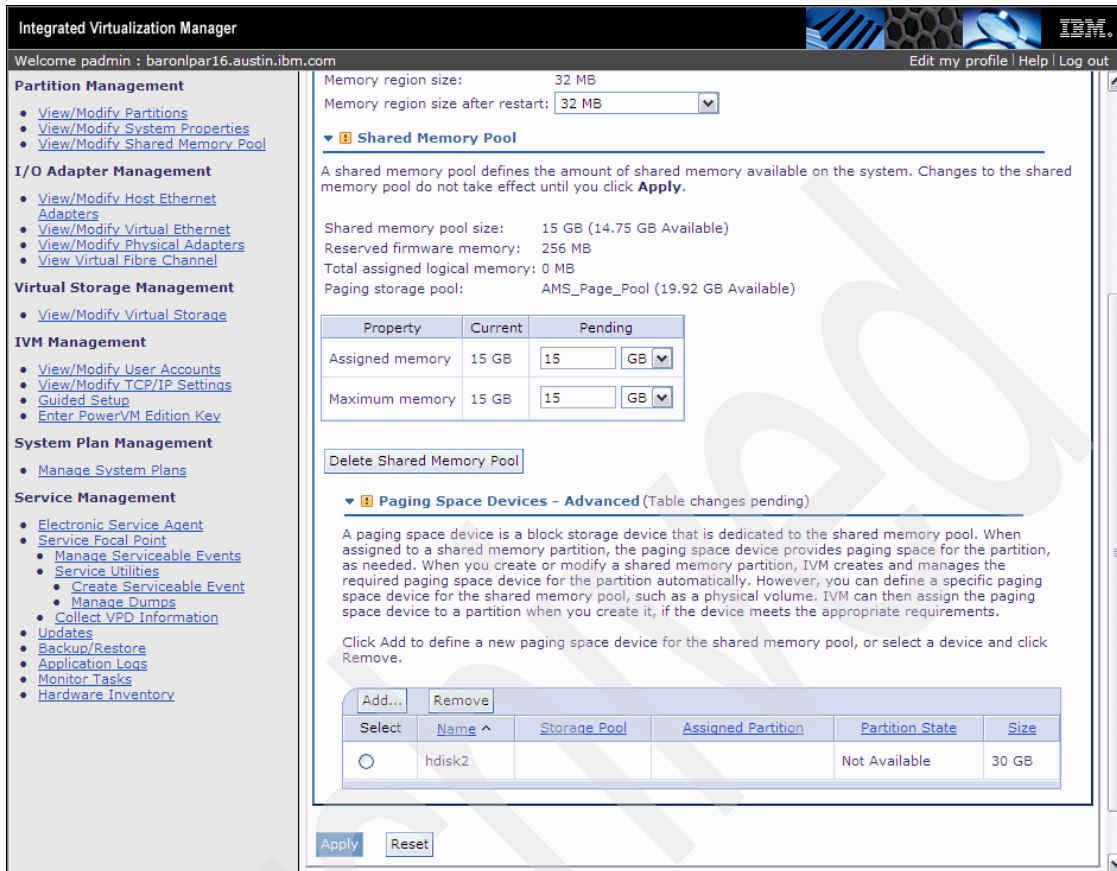 Integrated Virtualization Manager
IBM.
Welcome padmin : baronlpar16.austin.ibm.com
Edit my profile | Help | Log out
Partition Management
View/Modify Partitions
View/Modify System Properties
View/Modify Shared Memory Pool
I/O Adapter Management
View/Modify Host Ethernet
Adapters
View/Modify Virtual Ethernet
View/Modify Physical Adapters
View Virtual Fibre Channel
Virtual Storage Management
View/Modify Virtual Storage
IVM Management
View/Modify User Accounts
View/Modify TCP/IP Settings
Guided Setup
Enter PowerVM Edition Key
System Plan Management
Manage System Plans
Service Management
Electronic Service Agent
Service Focal Point
Manage Serviceable Events
Service Utilities
Create Serviceable Event
Manage Dumps
Collect VPD Information
Updates
Backup/Restore
Application Logs
Monitor Tasks
Hardware Inventory
Memory region size: 32 MB
Memory region size after restart: 32 MB
Shared Memory Pool
A shared memory pool defines the amount of shared memory available on the system. Changes to the shared
memory pool do not take effect until you click Apply.
Shared memory pool size: 15 GB (14.75 GB Available)
Reserved firmware memory: 256 MB
Total assigned logical memory: 0 MB
Paging storage pool: AMS_Page_Pool (19.92 GB Available)
Property Current Pending
Assigned memory 15 GB 15 GB
Maximum memory 15 GB 15 GB
Delete Shared Memory Pool
Paging Space Devices - Advanced (Table changes pending)
A paging space device is a block storage device that is dedicated to the shared memory pool. When
assigned to a shared memory partition, the paging space device provides paging space for the partition,
as needed. When you create or modify a shared memory partition, IVM creates and manages the
required paging space device for the partition automatically. However, you can define a specific paging
space device for the shared memory pool, such as a physical volume. IVM can then assign the paging
space device to a partition when you create it, if the device meets the appropriate requirements.
Click Add to define a new paging space device for the shared memory pool, or select a device and click
Remove.
Add... Remove
Select Name ^ Storage Pool Assigned Partition Partition State Size
hdisk2 Not Available 30 GB
Apply Reset